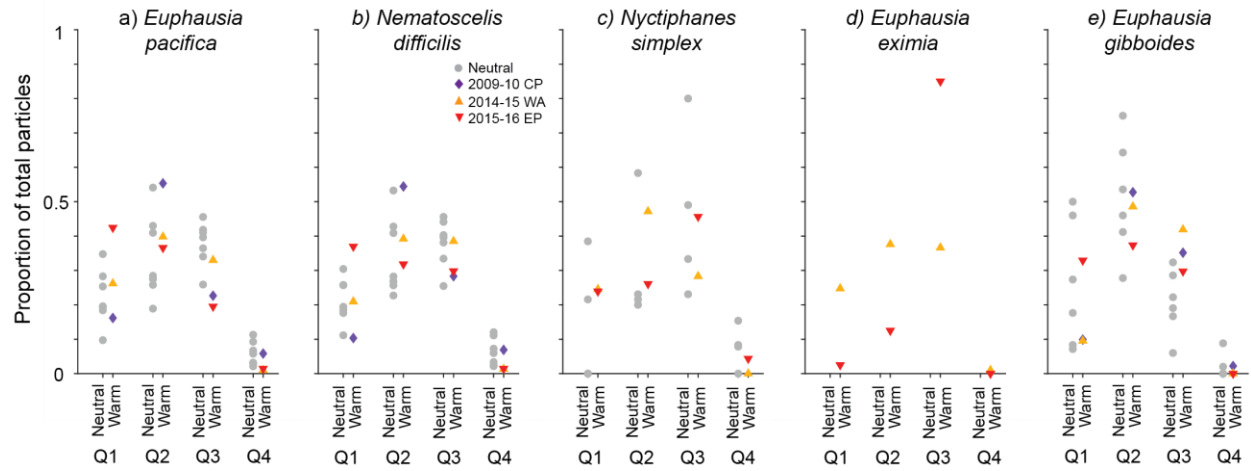 a) Euphausia
pacifica
b) Nematoscelis
difficilis
c) Nyctiphanes
simplex
d) Euphausia
eximia
e) Euphausia
gibboides
Neutral
2009-10 CP
2014-15 WA
2015-16 EP
Proportion of total particles
1
0.5
0
Neutral
Warm
Neutral
Warm
Neutral
Warm
Neutral
Warm
Neutral
Warm
Neutral
Warm
Neutral
Warm
Neutral
Warm
Neutral
Warm
Neutral
Warm
Neutral
Warm
Neutral
Warm
Neutral
Warm
Neutral
Warm
Neutral
Warm
Neutral
Warm
Neutral
Warm
Neutral
Warm
Neutral
Warm
Neutral
Warm
Q1 Q2 Q3 Q4 Q1 Q2 Q3 Q4 Q1 Q2 Q3 Q4 Q1 Q2 Q3 Q4 Q1 Q2 Q3 Q4